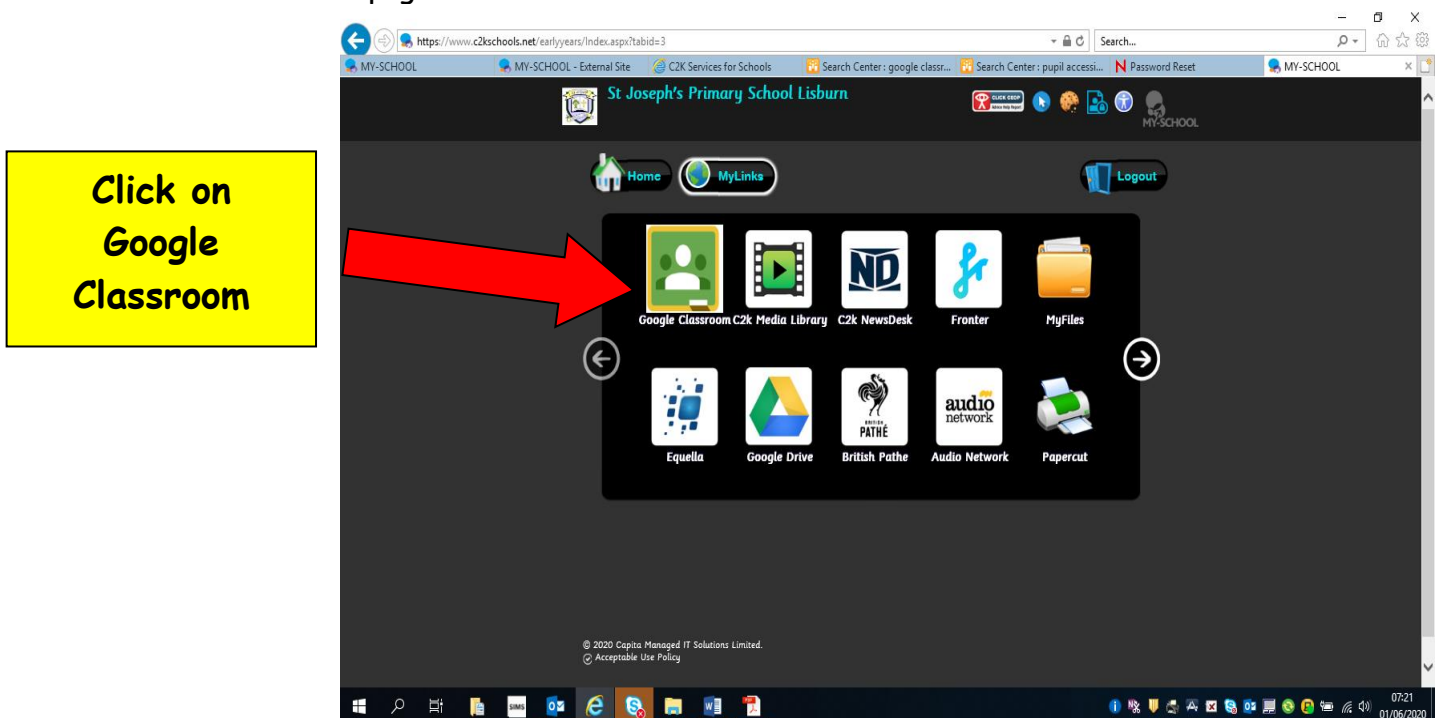 https://www.c2kschools.net/earlyyears/Index.aspx?tabid=3
Search...
MY-SCHOOL
MY-SCHOOL - External Site
C2K Services for Schools
Search Center : google classr...
Search Center : pupil accessi...
Password Reset
MY-SCHOOL
St Joseph's Primary School Lisburn
MY-SCHOOL
Home
MyLinks
Logout
Click on
Google
Classroom
ND
fr
Google Classroom
C2k Media Library
C2k NewsDesk
Fronter
MyFiles
BRITISH
PATHÉ
audio
network
Equella
Google Drive
British Pathe
Audio Network
Papercut
© 2020 Capita Managed IT Solutions Limited.
Acceptable Use Policy
SIMS
07:21
01/06/2020